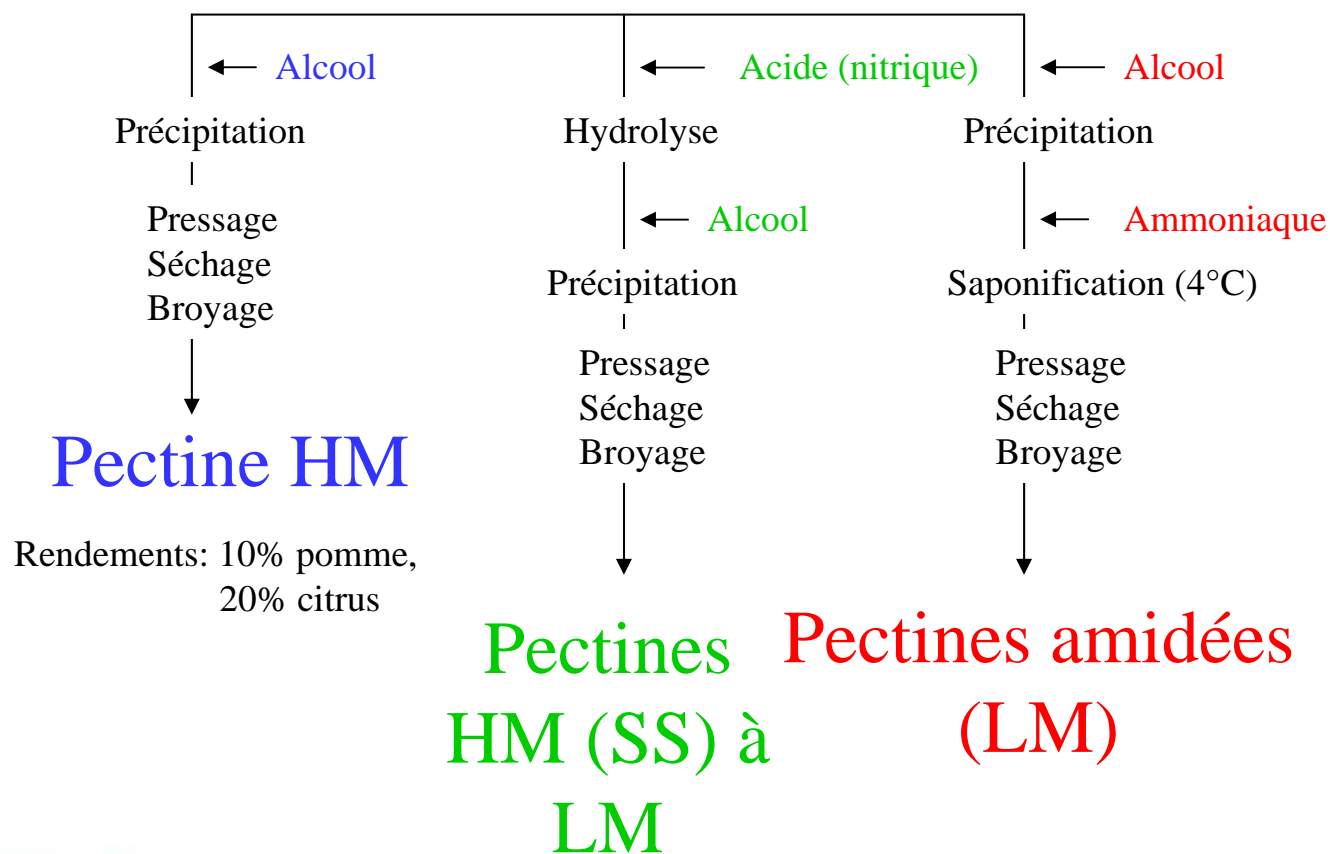 Alcool
Précipitation
Pressage
Séchage
Broyage
Pectine HM
Rendements: 10% pomme,
20% citrus
Acide (nitrique)
Hydrolyse
Alcool
Précipitation
Pressage
Séchage
Broyage
Pectines
HM (SS) à
LM
Alcool
Précipitation
Ammoniaque
Saponification (4°C)
Pressage
Séchage
Broyage
Pectines amidées
(LM)